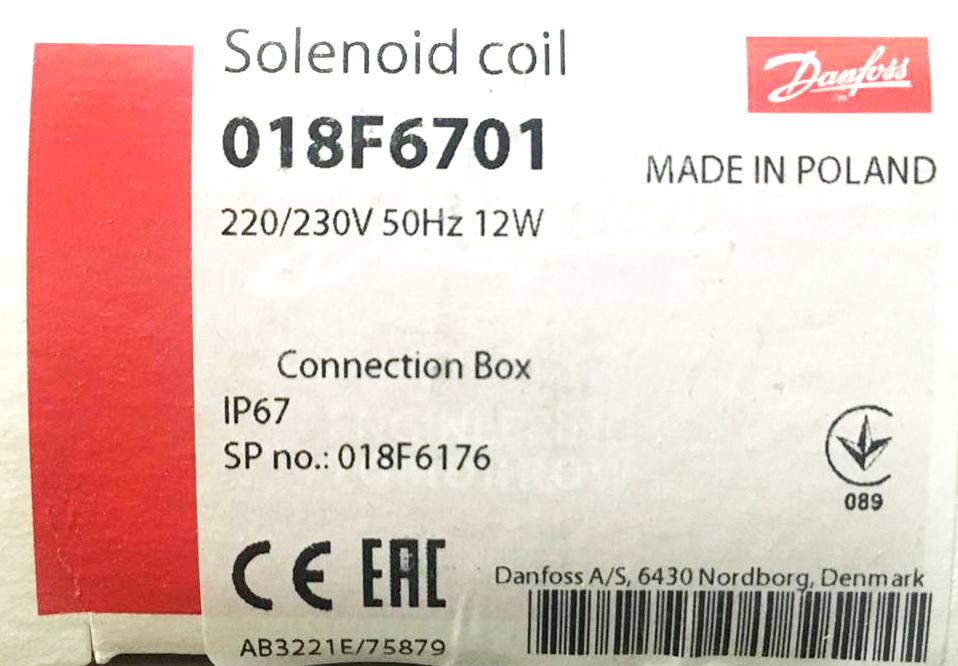 Solenoid coil
Danfoss
018F6701
MADE IN POLAND
220/230V 50Hz 12W
Connection Box
IP67
SP no.: 018F6176
089
CE EAC
Danfoss A/S, 6430 Nordborg, Denmark
AB3221E/75879